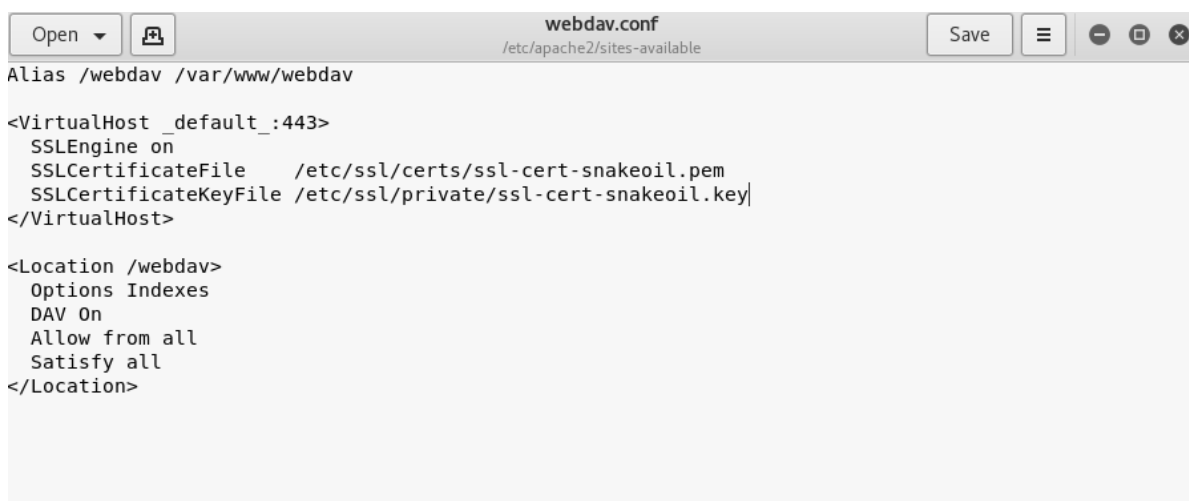 Open
webdav.conf
/etc/apache2/sites-available
Save
Alias /webdav /var/www/webdav
<VirtualHost _default_:443>
  SSLEngine on
  SSLCertificateFile    /etc/ssl/certs/ssl-cert-snakeoil.pem
  SSLCertificateKeyFile /etc/ssl/private/ssl-cert-snakeoil.key
</VirtualHost>
<Location /webdav>
  Options Indexes
  DAV On
  Allow from all
  Satisfy all
</Location>